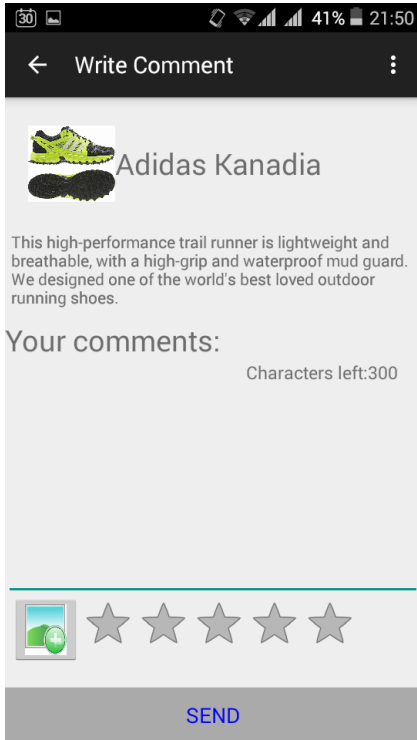 30 41% 21:50
Write Comment
Adidas Kanadia
This high-performance trail runner is lightweight and
breathable, with a high-grip and waterproof mud guard.
We designed one of the world's best loved outdoor
running shoes.
Your comments:
Characters left:300
SEND